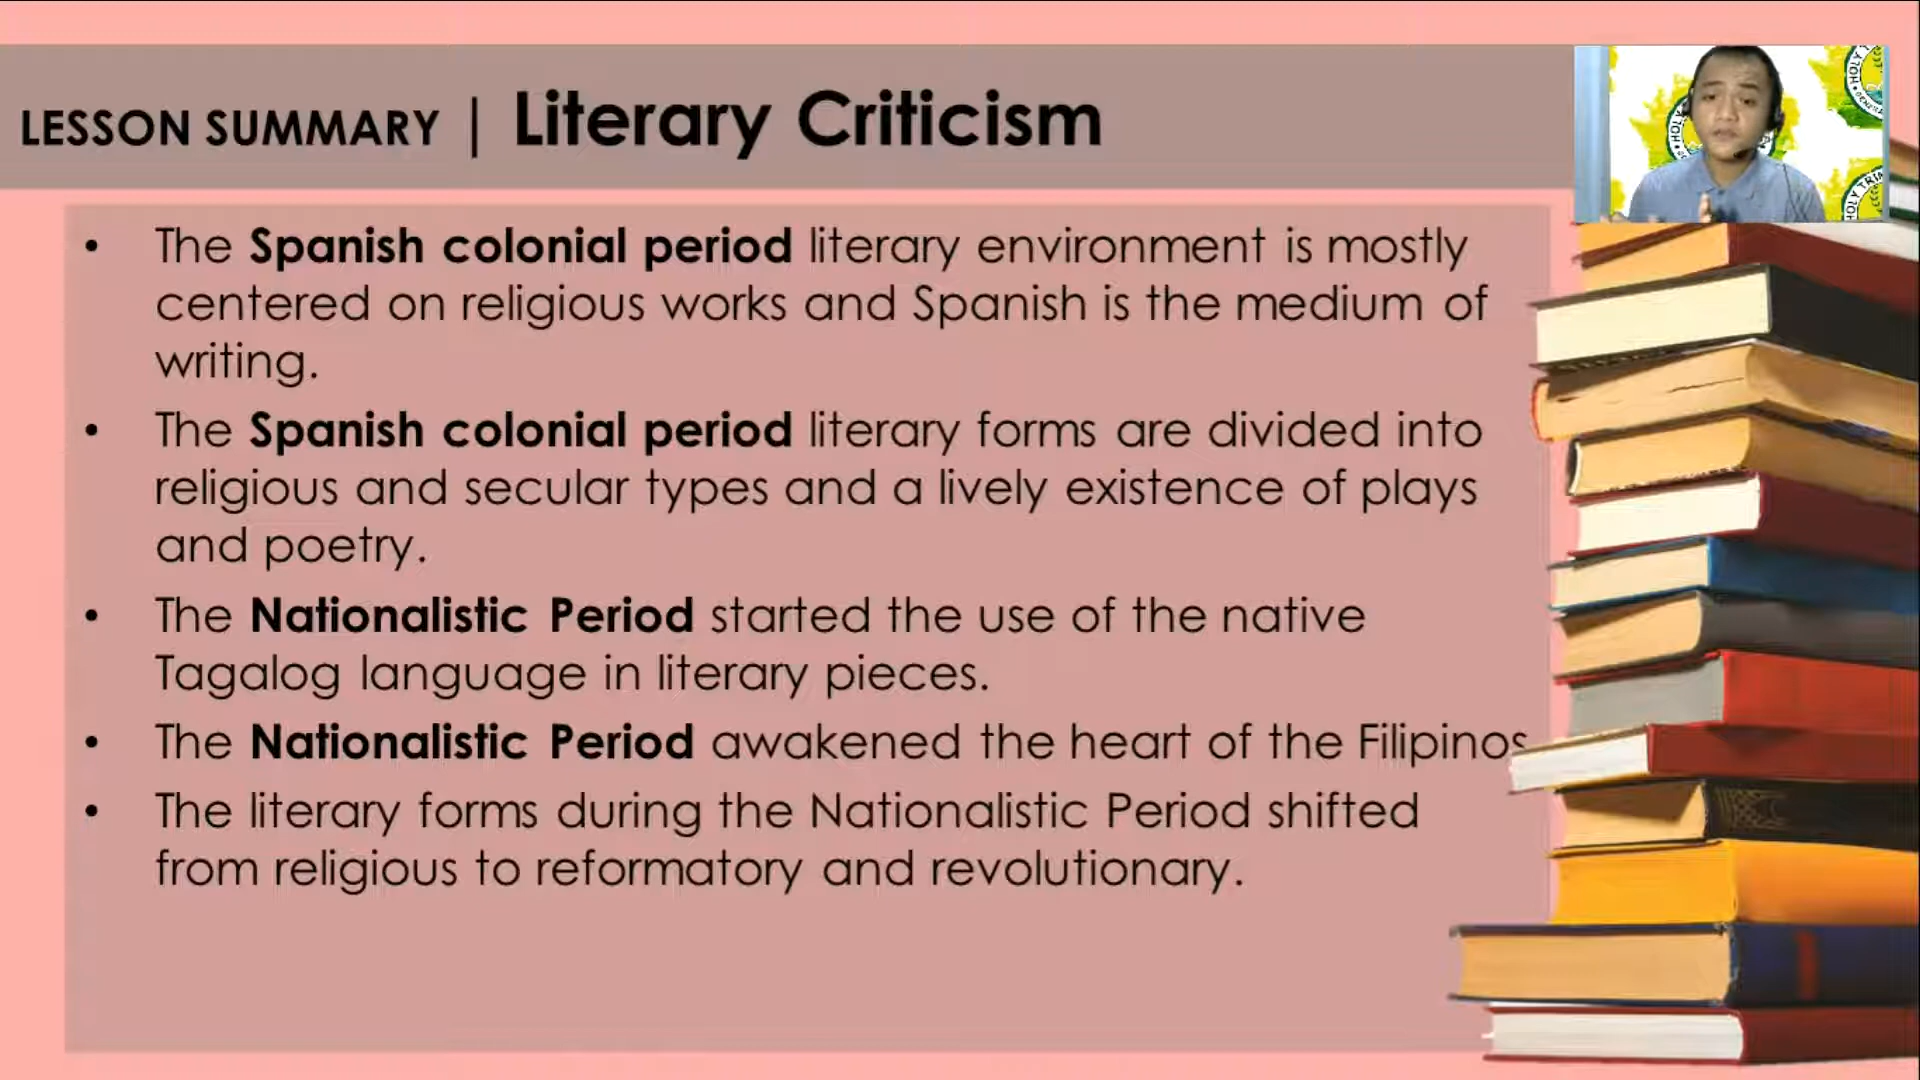 LESSON SUMMARY | Literary Criticism
• The Spanish colonial period literary environment is mostly
centered on religious works and Spanish is the medium of
writing.
• The Spanish colonial period literary forms are divided into
religious and secular types and a lively existence of plays
and poetry.
• The Nationalistic Period started the use of the native
Tagalog language in literary pieces.
• The Nationalistic Period awakened the heart of the Filipinos
• The literary forms during the Nationalistic Period shifted
from religious to reformatory and revolutionary.
HOLY
HOLY
HOLY TRI